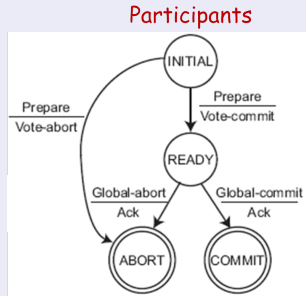 Participants
INITIAL
Prepare
Vote-commit
Prepare
Vote-abort
READY
Global-abort
Ack
Global-commit
Ack
ABORT
COMMIT